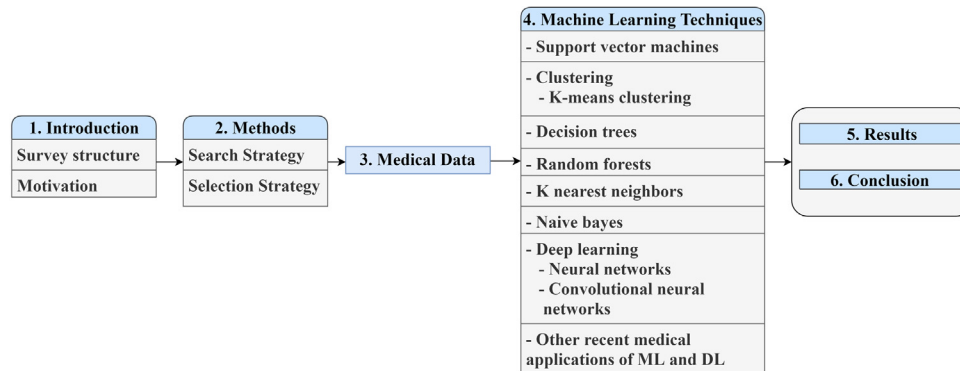 1. Introduction
Survey structure
Motivation
2. Methods
Search Strategy
Selection Strategy
3. Medical Data
4. Machine Learning Techniques
- Support vector machines
- Clustering
- K-means clustering
- Decision trees
- Random forests
- K nearest neighbors
- Naive bayes
- Deep learning
- Neural networks
- Convolutional neural
networks
- Other recent medical
applications of ML and DL
5. Results
6. Conclusion